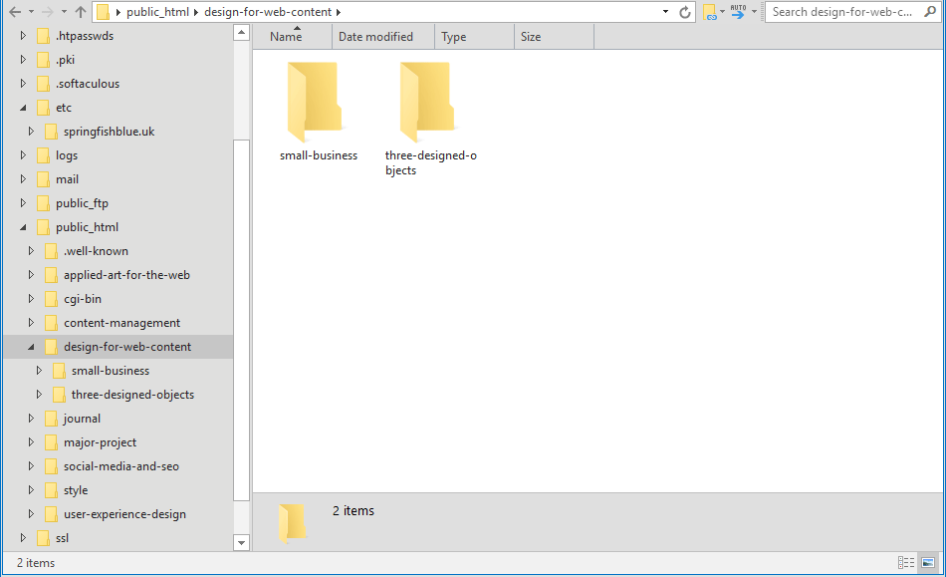 public_html design-for-web-content
AUTO
Search design-for-web-c...
.htpasswds
.pki
.softaculous
etc
springfishblue.uk
logs
mail
public_ftp
public_html
.well-known
applied-art-for-the-web
cgi-bin
content-management
design-for-web-content
small-business
three-designed-objects
journal
major-project
social-media-and-seo
style
user-experience-design
ssl
Name Date modified Type Size
small-business
three-designed-o
bjects
2 items
2 items